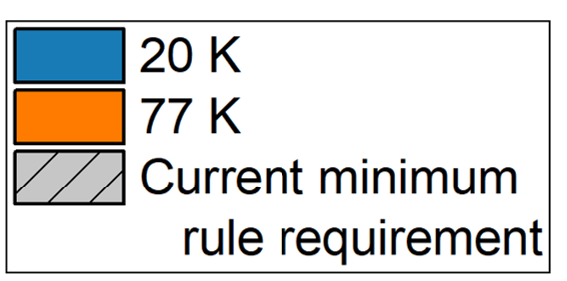 20 K
77 K
Current minimum
rule requirement